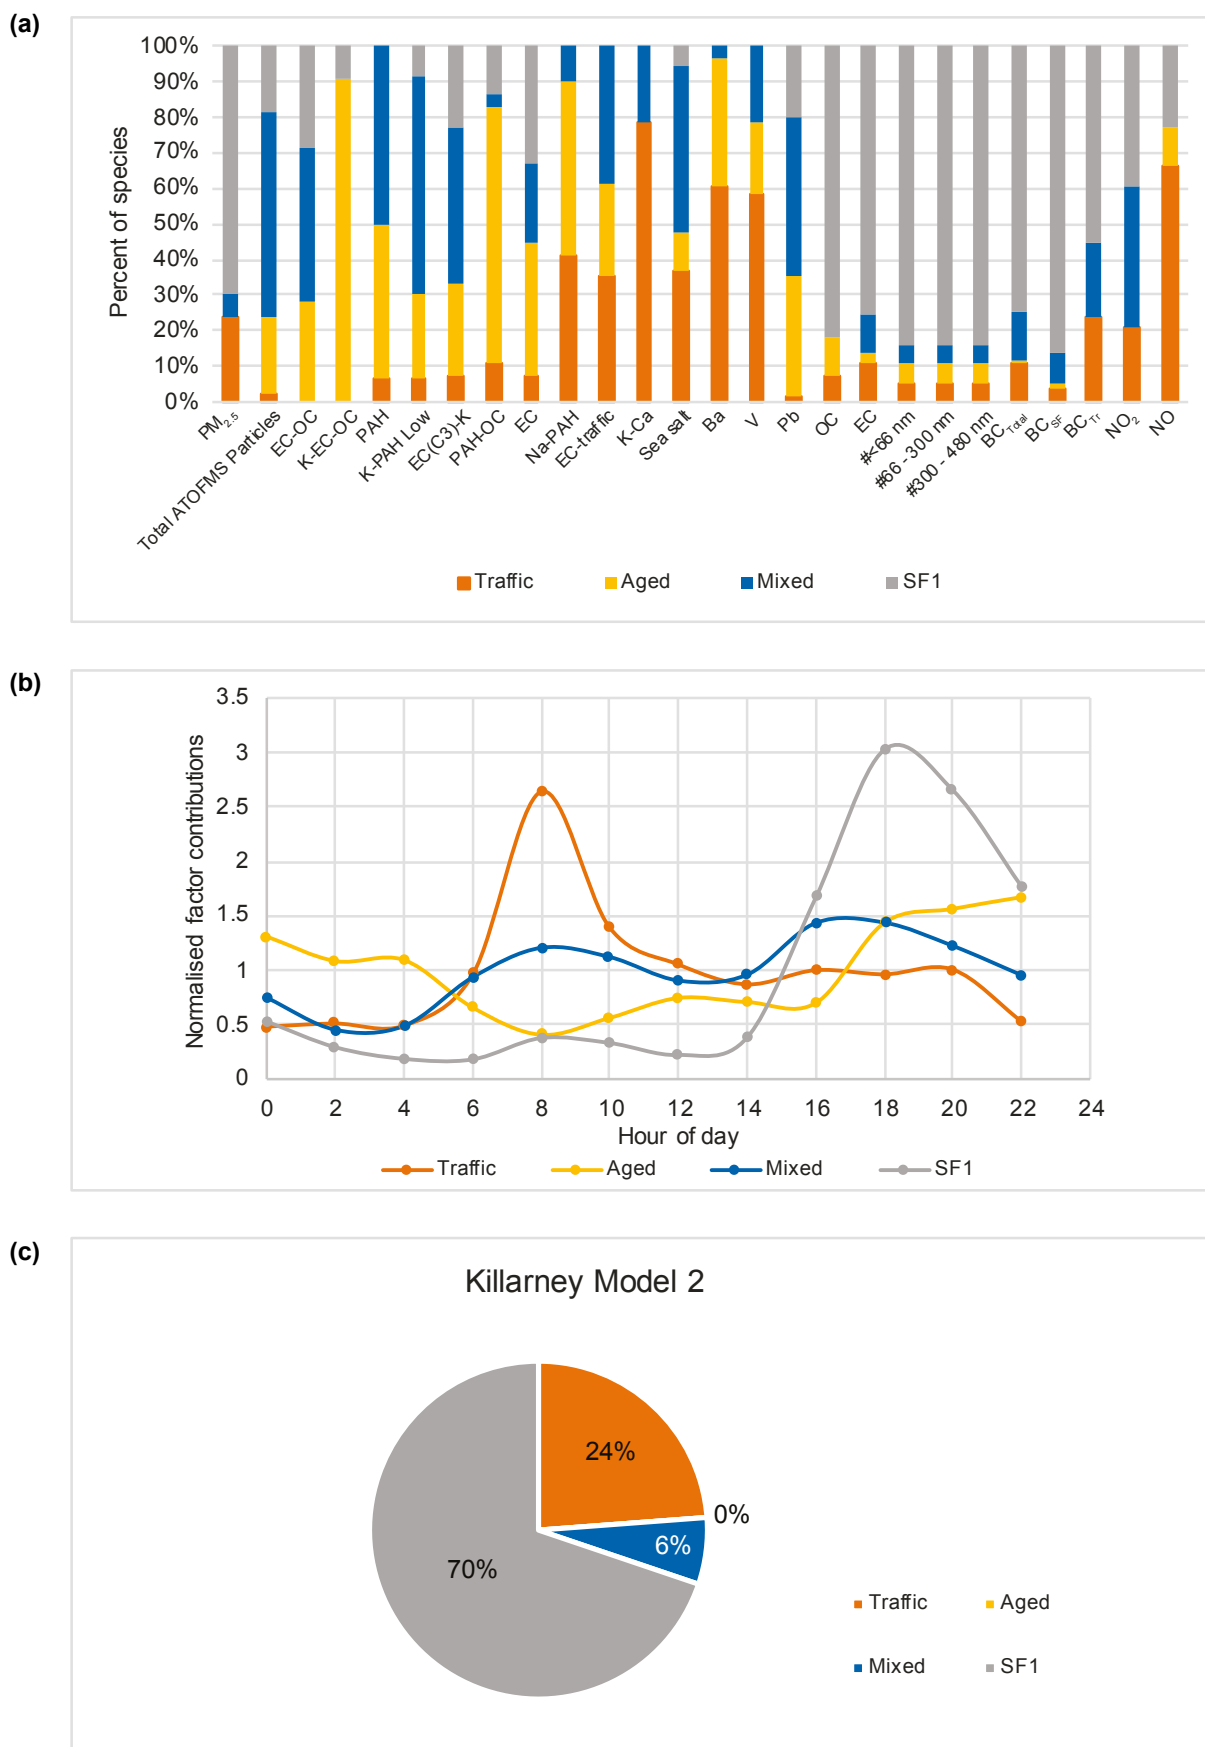 (a)
100%
90%
80%
70%
60%
50%
40%
30%
20%
10%
0%
Percent of species
PM2.5
Total ATOFMS Particles
EC-OC
K-EC-OC
PAH
K-PAH Low
EC(C3)-K
PAH-OC
EC
Na-PAH
EC-traffic
K-Ca
Sea salt
Ba
V
Pb
OC
EC
#<66 nm
#66 - 300 nm
#300 - 480 nm
BCTotal
BCSF
BCTr
NO2
NO
Traffic Aged Mixed SF1
(b)
3.5
3
2.5
2
1.5
1
0.5
0
Normalised factor contributions
0 2 4 6 8 10 12 14 16 18 20 22 24
Hour of day
Traffic Aged Mixed SF1
(c)
Killarney Model 2
24%
0%
6%
70%
Traffic Aged
Mixed SF1